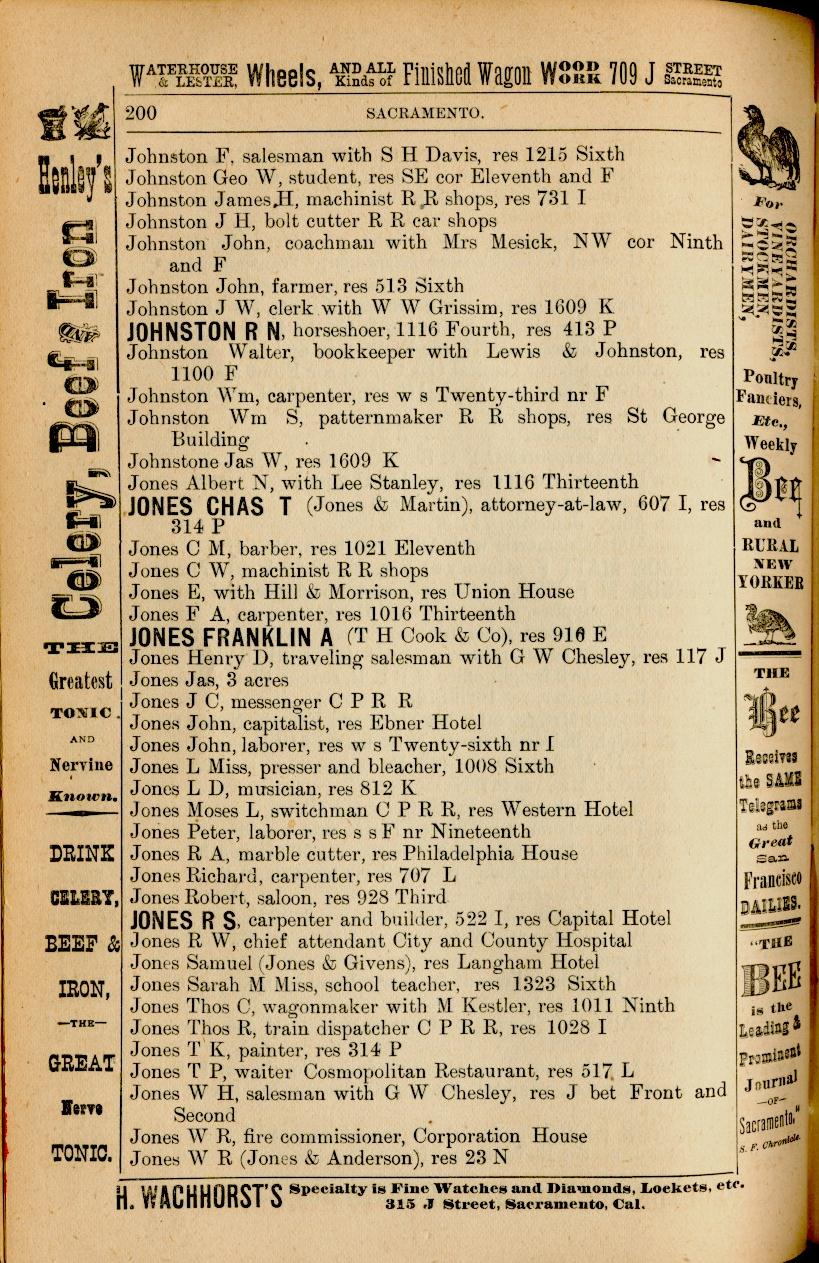 WATERHOUSE & LESTER, Wheels, AND ALL Kinds of Finished Wagon WOOD WORK 709 J STREET Sacramento
200 SACRAMENTO.
Johnston F. salesman with S H Davis, res 1215 Sixth
Johnston Geo W, student, res SE cor Eleventh and F
Johnston James H, machinist R R shops, res 731 I
Johnston J H, bolt cutter R R car shops
Johnston John, coachman with Mrs Mesick, NW cor Ninth
and F
Johnston John, farmer, res 513 Sixth
Johnston J W, clerk with W W Grissim, res 1609 K
JOHNSTON R N, horseshoer, 1116 Fourth, res 413 P
Johnston Walter, bookkeeper with Lewis & Johnston, res
1100 F
Johnston Wm, carpenter, res w s Twenty-third nr F
Johnston Wm S, patternmaker R R shops, res St George
Building
Johnstone Jas W, res 1609 K
Jones Albert N, with Lee Stanley, res 1116 Thirteenth
JONES CHAS T (Jones & Martin), attorney-at-law, 607 I, res
314 P
Jones C M, barber, res 1021 Eleventh
Jones C W, machinist R R shops
Jones E, with Hill & Morrison, res Union House
Jones F A, carpenter, res 1016 Thirteenth
JONES FRANKLIN A (T H Cook & Co), res 916 E
Jones Henry D, traveling salesman with G W Chesley, res 117 J
Jones Jas, 3 acres
Jones J C, messenger C P R R
Jones John, capitalist, res Ebner Hotel
Jones John, laborer, res w s Twenty-sixth nr I
Jones L Miss, presser and bleacher, 1008 Sixth
Jones L D, musician, res 812 K
Jones Moses L, switchman C P R R, res Western Hotel
Jones Peter, laborer, res s s F nr Nineteenth
Jones R A, marble cutter, res Philadelphia House
Jones Richard, carpenter, res 707 L
Jones Robert, saloon, res 928 Third
JONES R S, carpenter and builder, 522 I, res Capital Hotel
Jones R W, chief attendant City and County Hospital
Jones Samuel (Jones & Givens), res Langham Hotel
Jones Sarah M Miss, school teacher, res 1323 Sixth
Jones Thos C, wagonmaker with M Kestler, res 1011 Ninth
Jones Thos R, train dispatcher C P R R, res 1028 I
Jones T K, painter, res 314 P
Jones T P, waiter Cosmopolitan Restaurant, res 517 L
Jones W H, salesman with G W Chesley, res J bet Front and
Second
Jones W R, fire commissioner, Corporation House
Jones W R (Jones & Anderson), res 23 N
Henley's
Celery, Beef & Iron
THE
Greatest
TONIC
AND
Nervine
Known.
DRINK
CELERY,
BEEF &
IRON,
—THE—
GREAT
Nerve
TONIC.
For
ORCHARDISTS,
VINEYARDISTS,
STOCKMEN,
DAIRYMEN,
Poultry
Fanciers,
Etc.,
Weekly
Bee
and
RURAL
NEW
YORKER
THE
Bee
Receives
the SAME
Telegrams
as the
Great
San
Francisco
DAILIES.
"THE
BEE
is the
Leading &
Prominent
Journal
—OF—
Sacramento."
S. F. Chronicle.
H. WACHHORST'S Specialty is Fine Watches and Diamonds, Lockets, etc.
315 J Street, Sacramento, Cal.